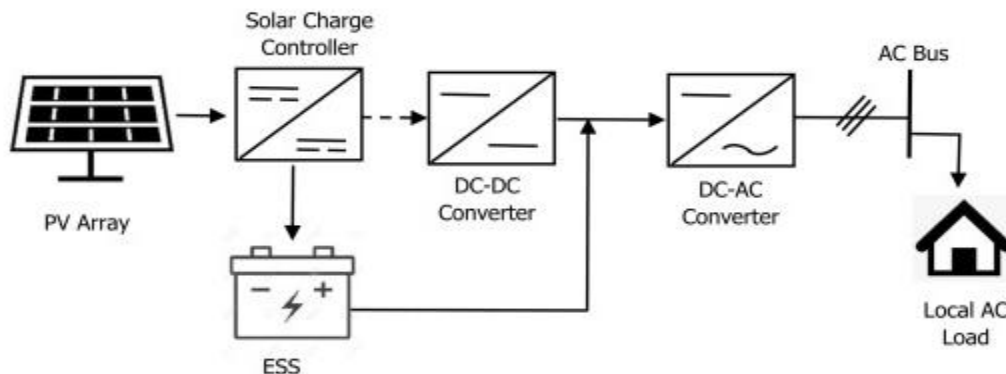 Solar Charge
Controller
AC Bus
DC-DC
Converter
DC-AC
Converter
PV Array
Local AC
Load
ESS